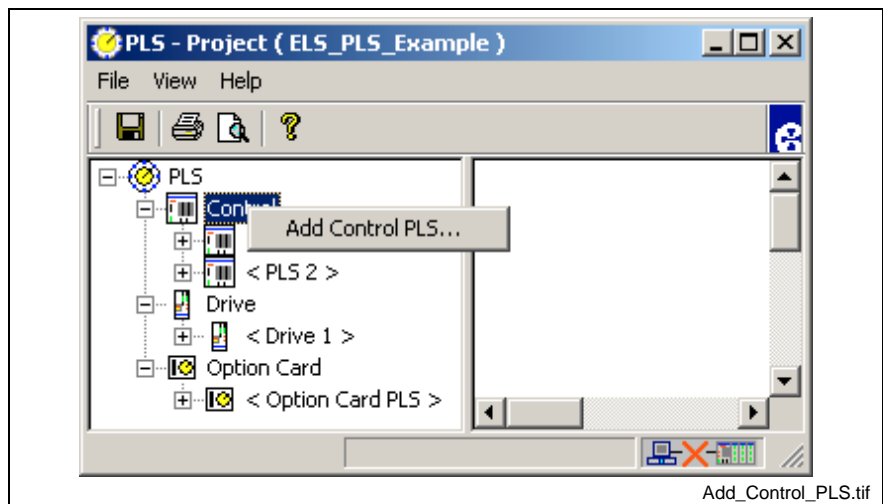 PLS - Project ( ELS_PLS_Example )
File View Help
PLS
Control
Add Control PLS...
< PLS 2 >
Drive
< Drive 1 >
Option Card
< Option Card PLS >
Add_Control_PLS.tif